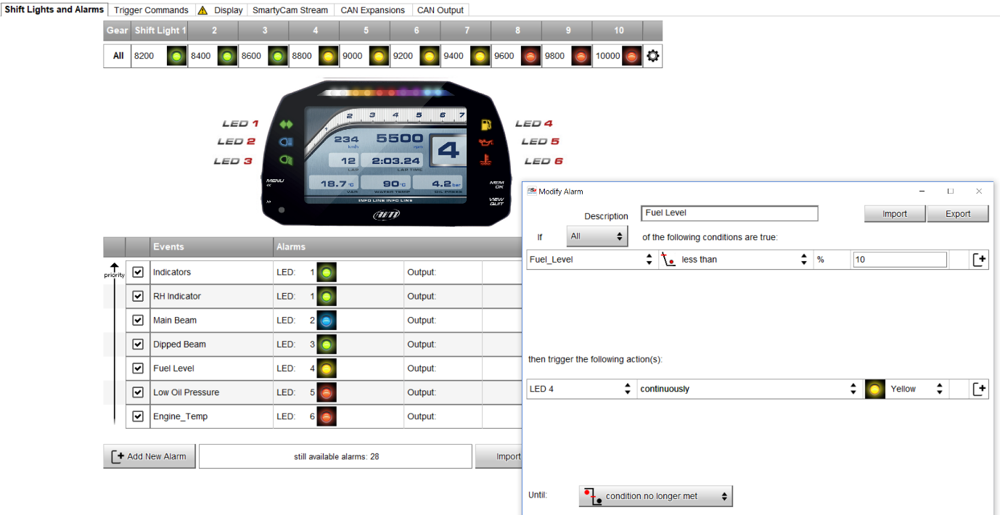 Shift Lights and Alarms Trigger Commands Display SmartyCam Stream CAN Expansions CAN Output
Gear Shift Light 1 2 3 4 5 6 7 8 9 10
All 8200 8400 8600 8800 9000 9200 9400 9600 9800 10000
LED 1
LED 2
LED 3
2 3 4 5 6 7
234 km/h 5500 rpm 4
12 LAP 2:03.24 LAP TIME
18.7 °C 90 °C WATER TEMP 4.2 bar OIL PRESS
INFO LINE INFO LINE
MENU
<<
>>
MEM
OK
VIEW
QUIT
AiM
LED 4
LED 5
LED 6
Events Alarms
priority
Indicators LED: 1 Output:
RH Indicator LED: 1 Output:
Main Beam LED: 2 Output:
Dipped Beam LED: 3 Output:
Fuel Level LED: 4 Output:
Low Oil Pressure LED: 5 Output:
Engine_Temp LED: 6 Output:
Add New Alarm still available alarms: 28 Import
Modify Alarm
Description Fuel Level Import Export
If All of the following conditions are true:
Fuel_Level less than % 10
then trigger the following action(s):
LED 4 continuously Yellow
Until: condition no longer met